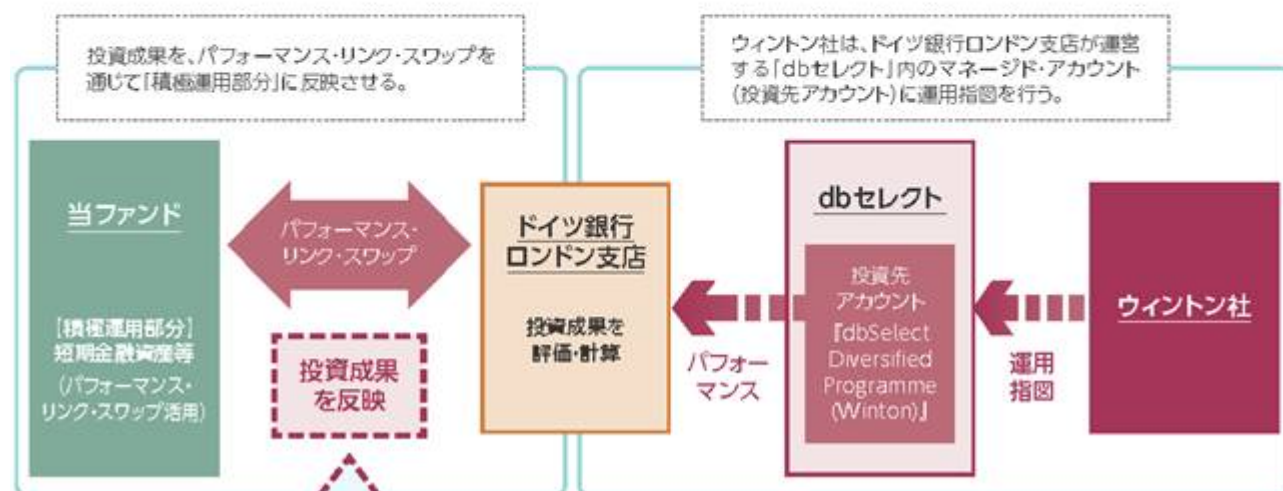 投資成果を、パフォーマンス・リンク・スワップを
通じて「積極運用部分」に反映させる。
ウィントン社は、ドイツ銀行ロンドン支店が運営
する「dbセレクト」内のマネージド・アカウント
(投資先アカウント)に運用指図を行う。
当ファンド
【積極運用部分】
短期金融資産等
(パフォーマンス・
リンク・スワップ活用)
パフォーマンス・
リンク・スワップ
投資成果
を反映
ドイツ銀行
ロンドン支店
投資成果を
評価・計算
パフォー
マンス
dbセレクト
投資先
アカウント
『dbSelect
Diversified
Programme
(Winton)』
運用
指図
ウィントン社